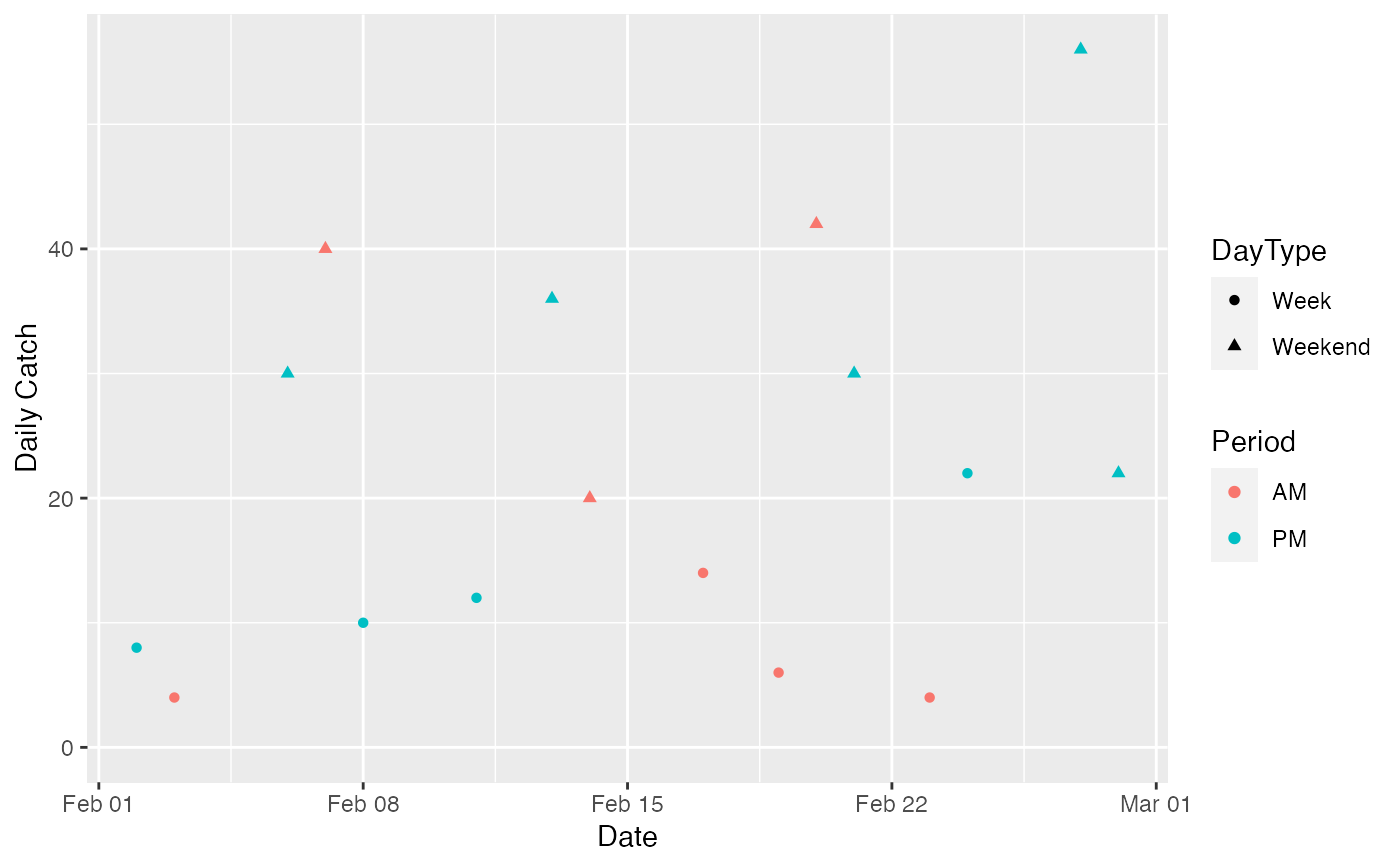 40
20
0
Daily Catch
Feb 01
Feb 08
Feb 15
Feb 22
Mar 01
Date
DayType
Week
Weekend
Period
AM
PM